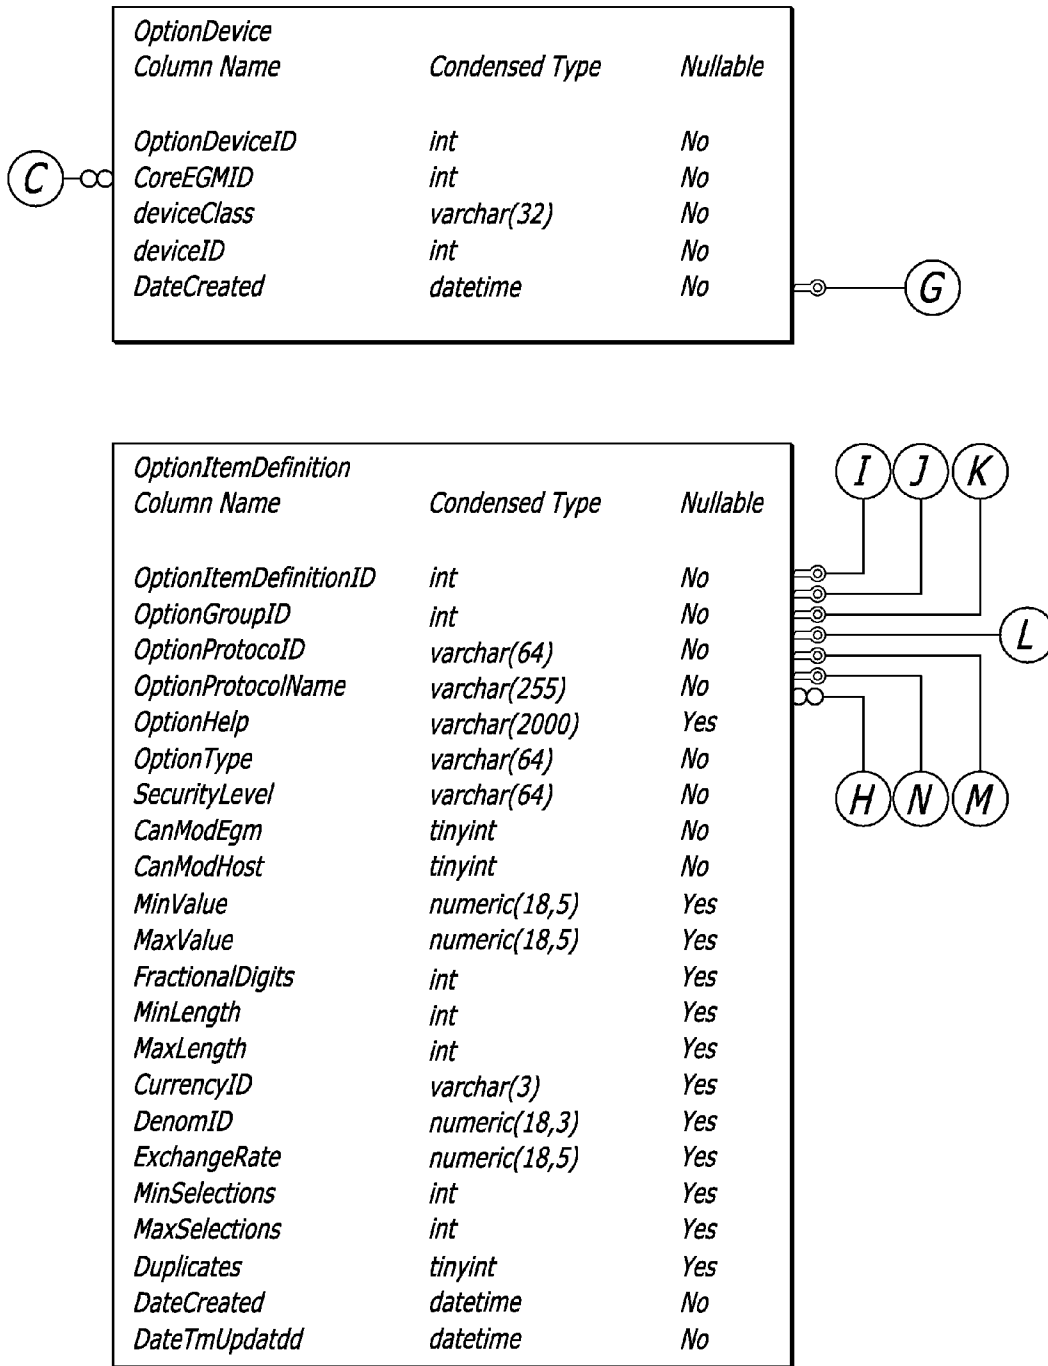 OptionDevice
Column Name Condensed Type Nullable
OptionDeviceID int No
C CoreEGMID int No
deviceClass varchar(32) No
deviceID int No
DateCreated datetime No G
OptionItemDefinition I J K
Column Name Condensed Type Nullable
OptionItemDefinitionID int No
OptionGroupID int No
OptionProtocoID varchar(64) No L
OptionProtocolName varchar(255) No
OptionHelp varchar(2000) Yes
OptionType varchar(64) No
SecurityLevel varchar(64) No H N M
CanModEgm tinyint No
CanModHost tinyint No
MinValue numeric(18,5) Yes
MaxValue numeric(18,5) Yes
FractionalDigits int Yes
MinLength int Yes
MaxLength int Yes
CurrencyID varchar(3) Yes
DenomID numeric(18,3) Yes
ExchangeRate numeric(18,5) Yes
MinSelections int Yes
MaxSelections int Yes
Duplicates tinyint Yes
DateCreated datetime No
DateTmUpdatdd datetime No